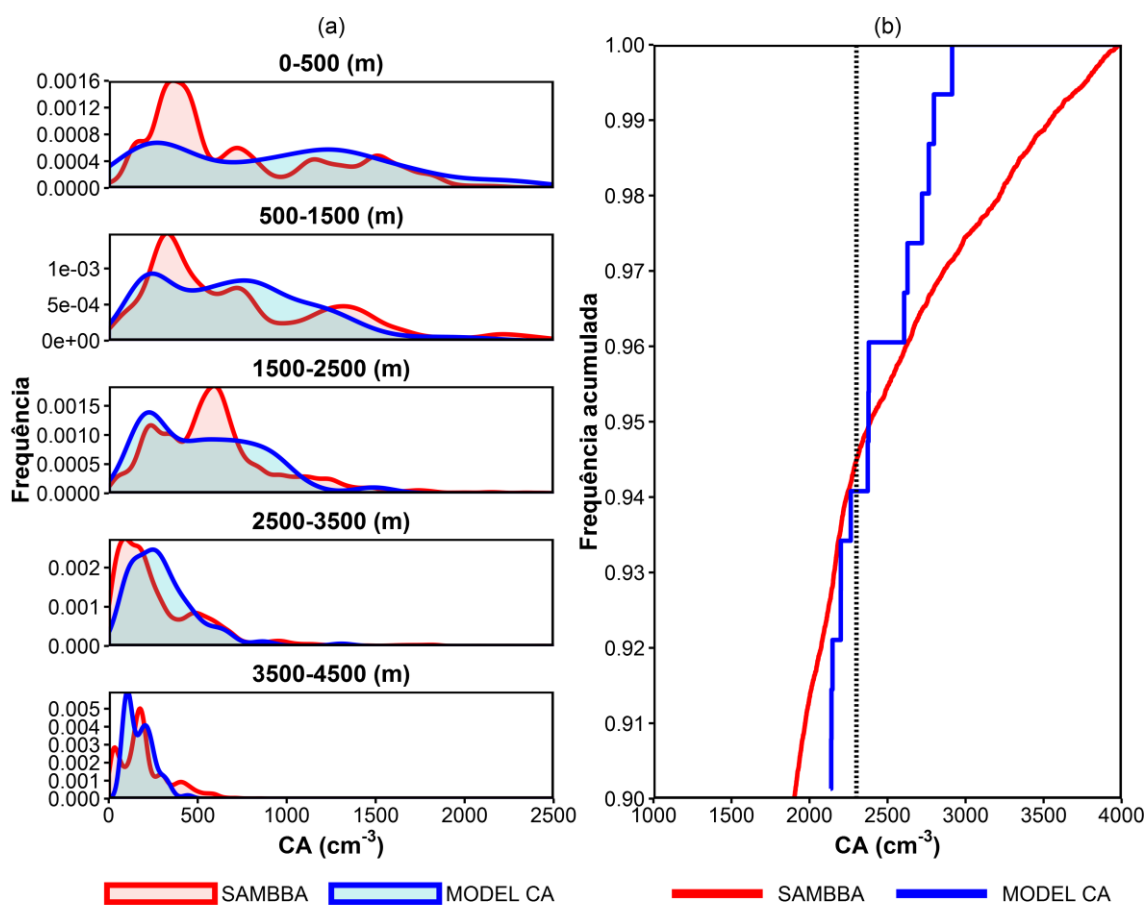 (a)
0-500 (m)
0.0016
0.0012
0.0008
0.0004
0.0000
500-1500 (m)
1e-03
5e-04
0e+00
1500-2500 (m)
0.0015
0.0010
0.0005
0.0000
2500-3500 (m)
0.002
0.001
0.000
3500-4500 (m)
0.005
0.004
0.003
0.002
0.001
0.000
Frequência
0 500 1000 1500 2000 2500
CA (cm⁻³)
SAMBBA MODEL CA
(b)
1.00
0.99
0.98
0.97
0.96
0.95
0.94
0.93
0.92
0.91
0.90
Frequência acumulada
1000 2000 2500 3000 4000
CA (cm⁻³)
SAMBBA MODEL CA